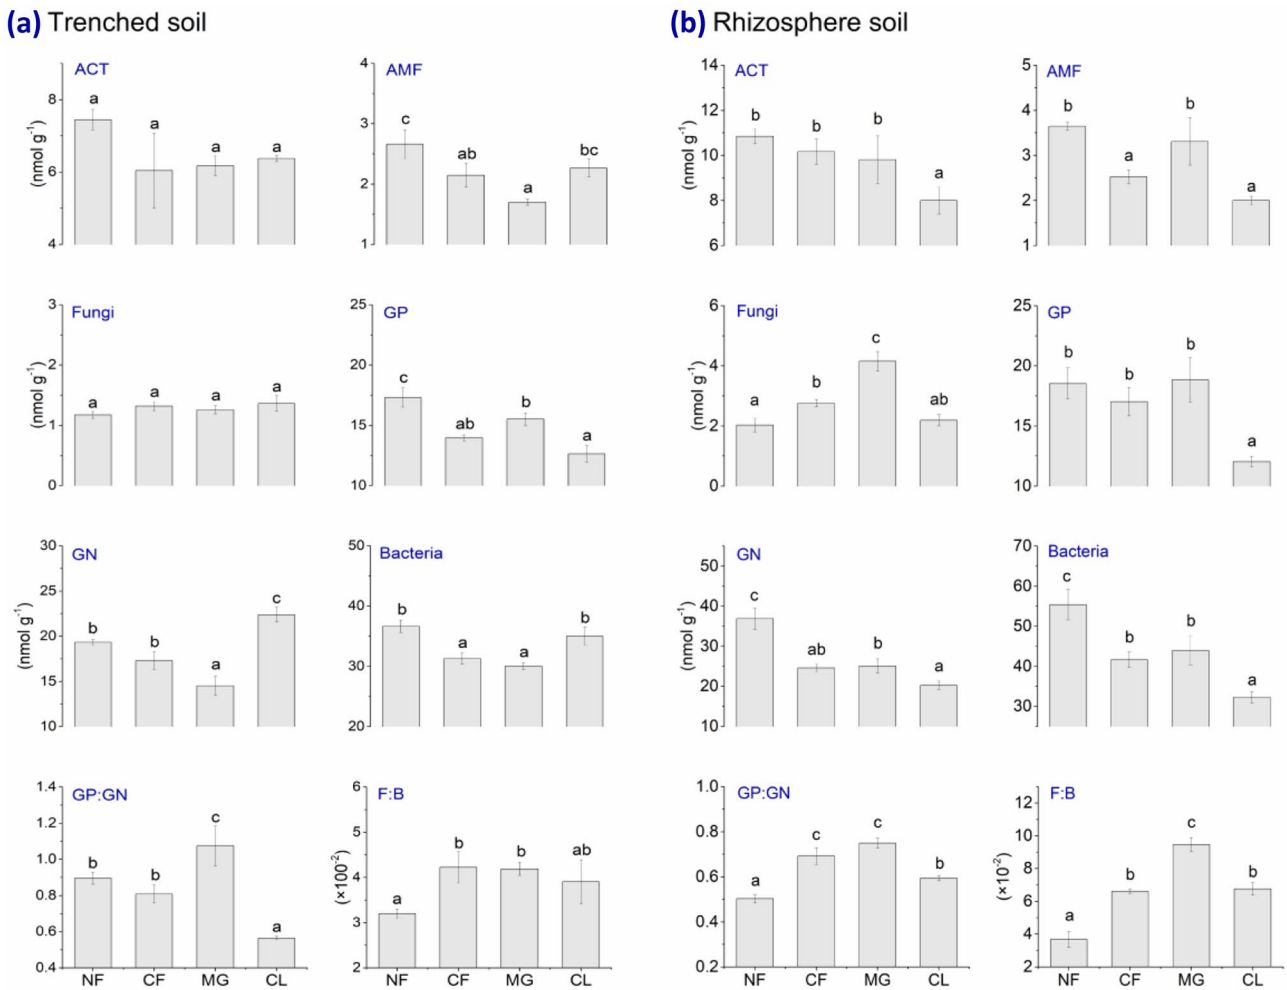 (a) Trenched soil
ACT
(nmol g⁻¹)
8
6
4
a
a
a
a
AMF
4
3
2
1
c
ab
a
bc
Fungi
(nmol g⁻¹)
3
2
1
0
a
a
a
a
GP
25
20
15
10
c
ab
b
a
GN
(nmol g⁻¹)
30
25
20
15
10
b
b
a
c
Bacteria
50
40
30
20
b
a
a
b
GP:GN
1.4
1.2
1.0
0.8
0.6
0.4
b
b
c
a
NF CF MG CL
F:B
(×100⁻²)
6
5
4
3
2
a
b
b
ab
NF CF MG CL
(b) Rhizosphere soil
ACT
(nmol g⁻¹)
14
12
10
8
6
b
b
b
a
AMF
5
4
3
2
1
b
a
b
a
Fungi
(nmol g⁻¹)
6
4
2
0
a
b
c
ab
GP
25
20
15
10
b
b
b
a
GN
(nmol g⁻¹)
50
40
30
20
10
c
ab
b
a
Bacteria
70
60
50
40
30
c
b
b
a
GP:GN
1.0
0.8
0.6
0.4
0.2
a
c
c
b
NF CF MG CL
F:B
(×10⁻²)
12
10
8
6
4
2
a
b
c
b
NF CF MG CL